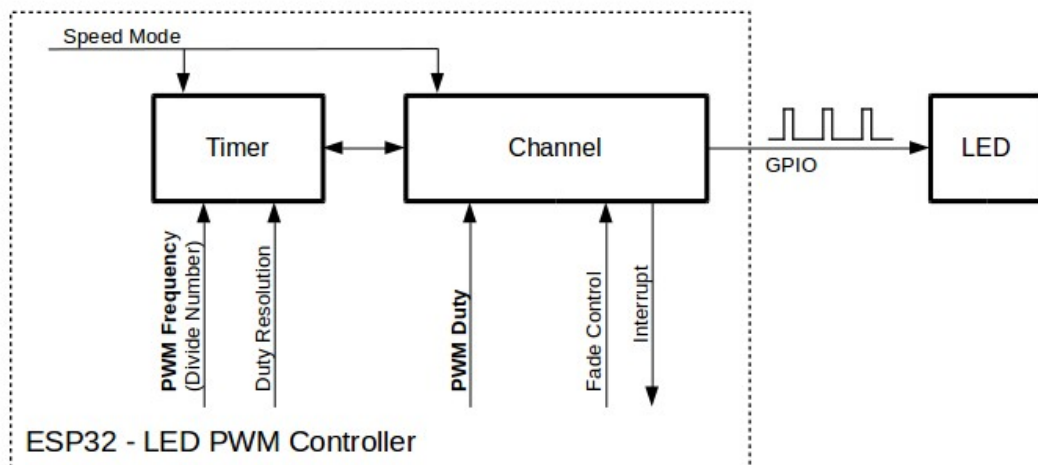 Speed Mode
Timer
Channel
GPIO
LED
PWM Frequency
(Divide Number)
Duty Resolution
PWM Duty
Fade Control
Interrupt
ESP32 - LED PWM Controller